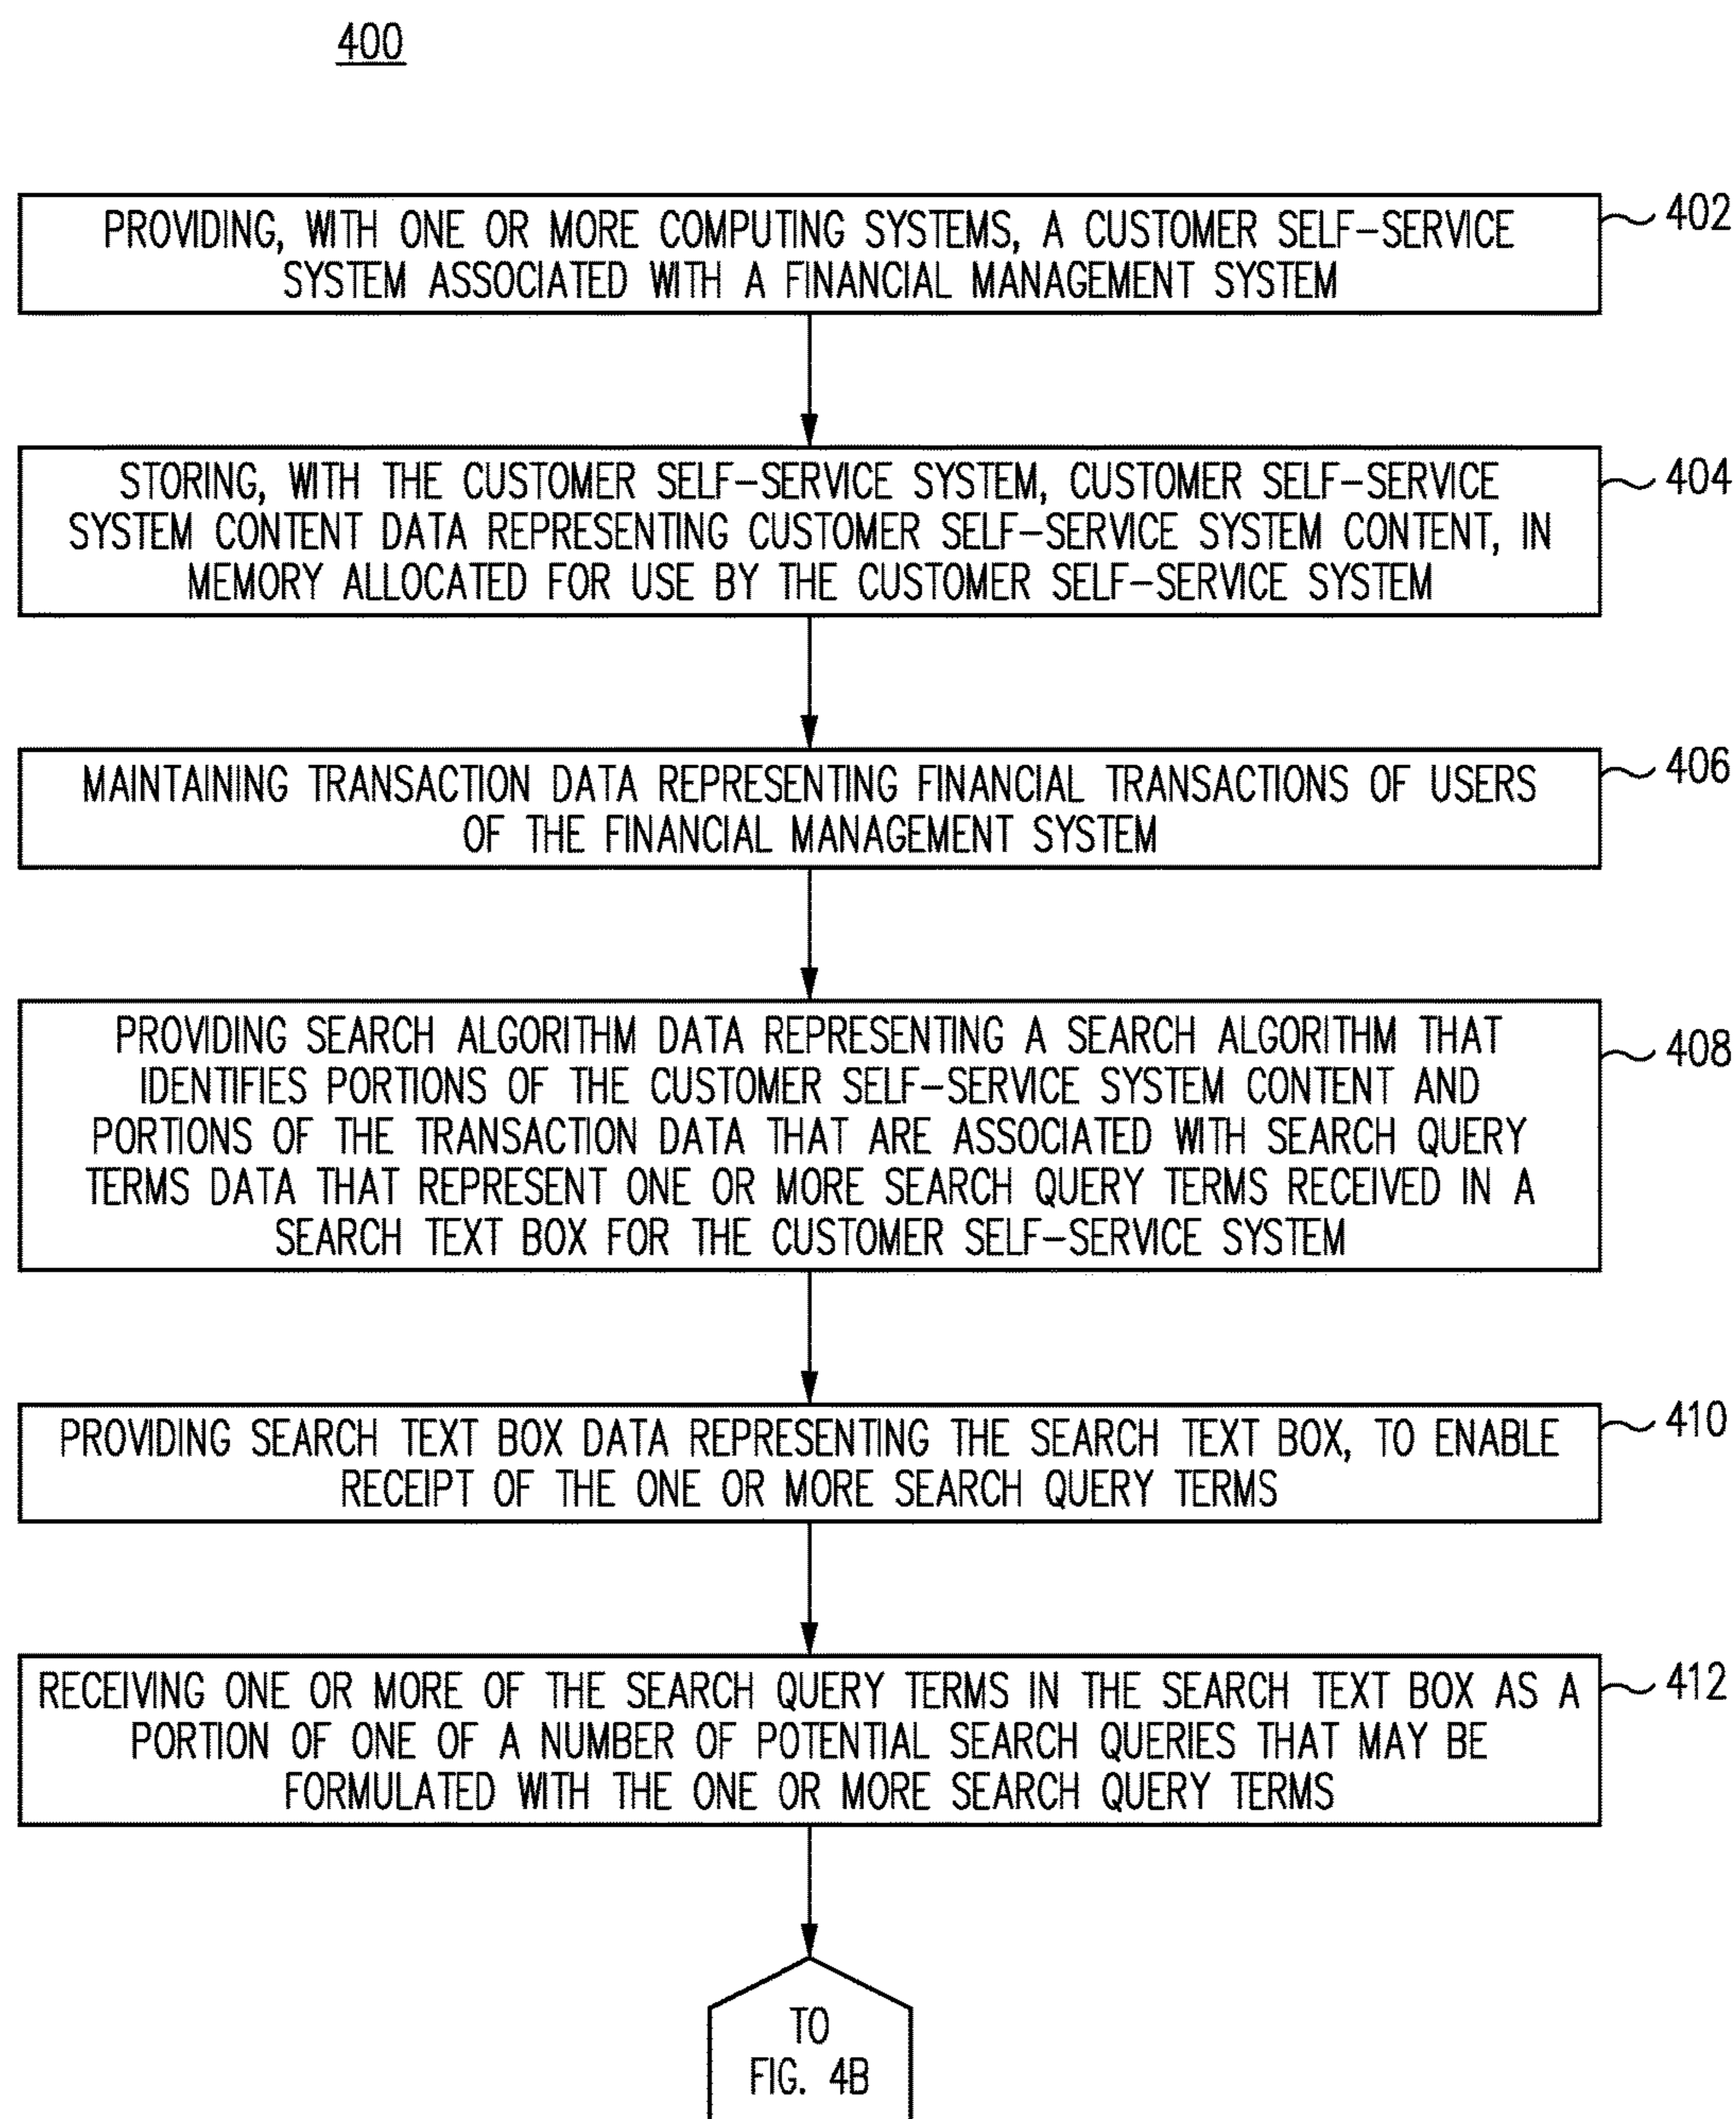 400
PROVIDING, WITH ONE OR MORE COMPUTING SYSTEMS, A CUSTOMER SELF-SERVICE
SYSTEM ASSOCIATED WITH A FINANCIAL MANAGEMENT SYSTEM
402
STORING, WITH THE CUSTOMER SELF-SERVICE SYSTEM, CUSTOMER SELF-SERVICE
SYSTEM CONTENT DATA REPRESENTING CUSTOMER SELF-SERVICE SYSTEM CONTENT, IN
MEMORY ALLOCATED FOR USE BY THE CUSTOMER SELF-SERVICE SYSTEM
404
MAINTAINING TRANSACTION DATA REPRESENTING FINANCIAL TRANSACTIONS OF USERS
OF THE FINANCIAL MANAGEMENT SYSTEM
406
PROVIDING SEARCH ALGORITHM DATA REPRESENTING A SEARCH ALGORITHM THAT
IDENTIFIES PORTIONS OF THE CUSTOMER SELF-SERVICE SYSTEM CONTENT AND
PORTIONS OF THE TRANSACTION DATA THAT ARE ASSOCIATED WITH SEARCH QUERY
TERMS DATA THAT REPRESENT ONE OR MORE SEARCH QUERY TERMS RECEIVED IN A
SEARCH TEXT BOX FOR THE CUSTOMER SELF-SERVICE SYSTEM
408
PROVIDING SEARCH TEXT BOX DATA REPRESENTING THE SEARCH TEXT BOX, TO ENABLE
RECEIPT OF THE ONE OR MORE SEARCH QUERY TERMS
410
RECEIVING ONE OR MORE OF THE SEARCH QUERY TERMS IN THE SEARCH TEXT BOX AS A
PORTION OF ONE OF A NUMBER OF POTENTIAL SEARCH QUERIES THAT MAY BE
FORMULATED WITH THE ONE OR MORE SEARCH QUERY TERMS
412
TO
FIG. 4B